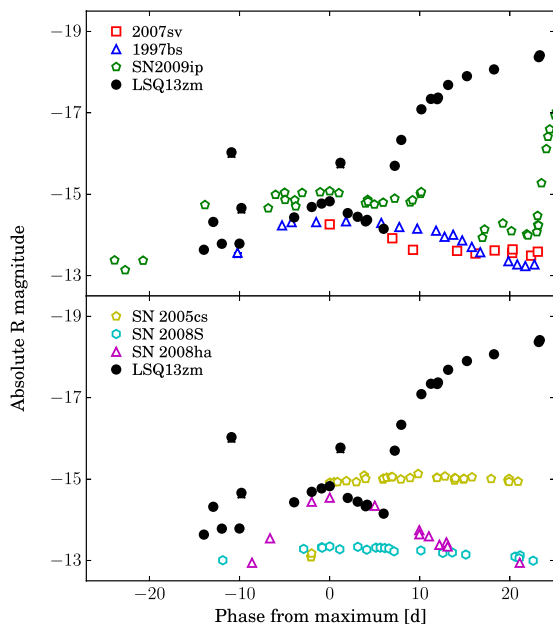 −19
2007sv
1997bs
SN2009ip
LSQ13zm
−17
−15
−13
Absolute R magnitude
−19
SN 2005cs
SN 2008S
SN 2008ha
LSQ13zm
−17
−15
−13
−20 −10 0 10 20
Phase from maximum [d]